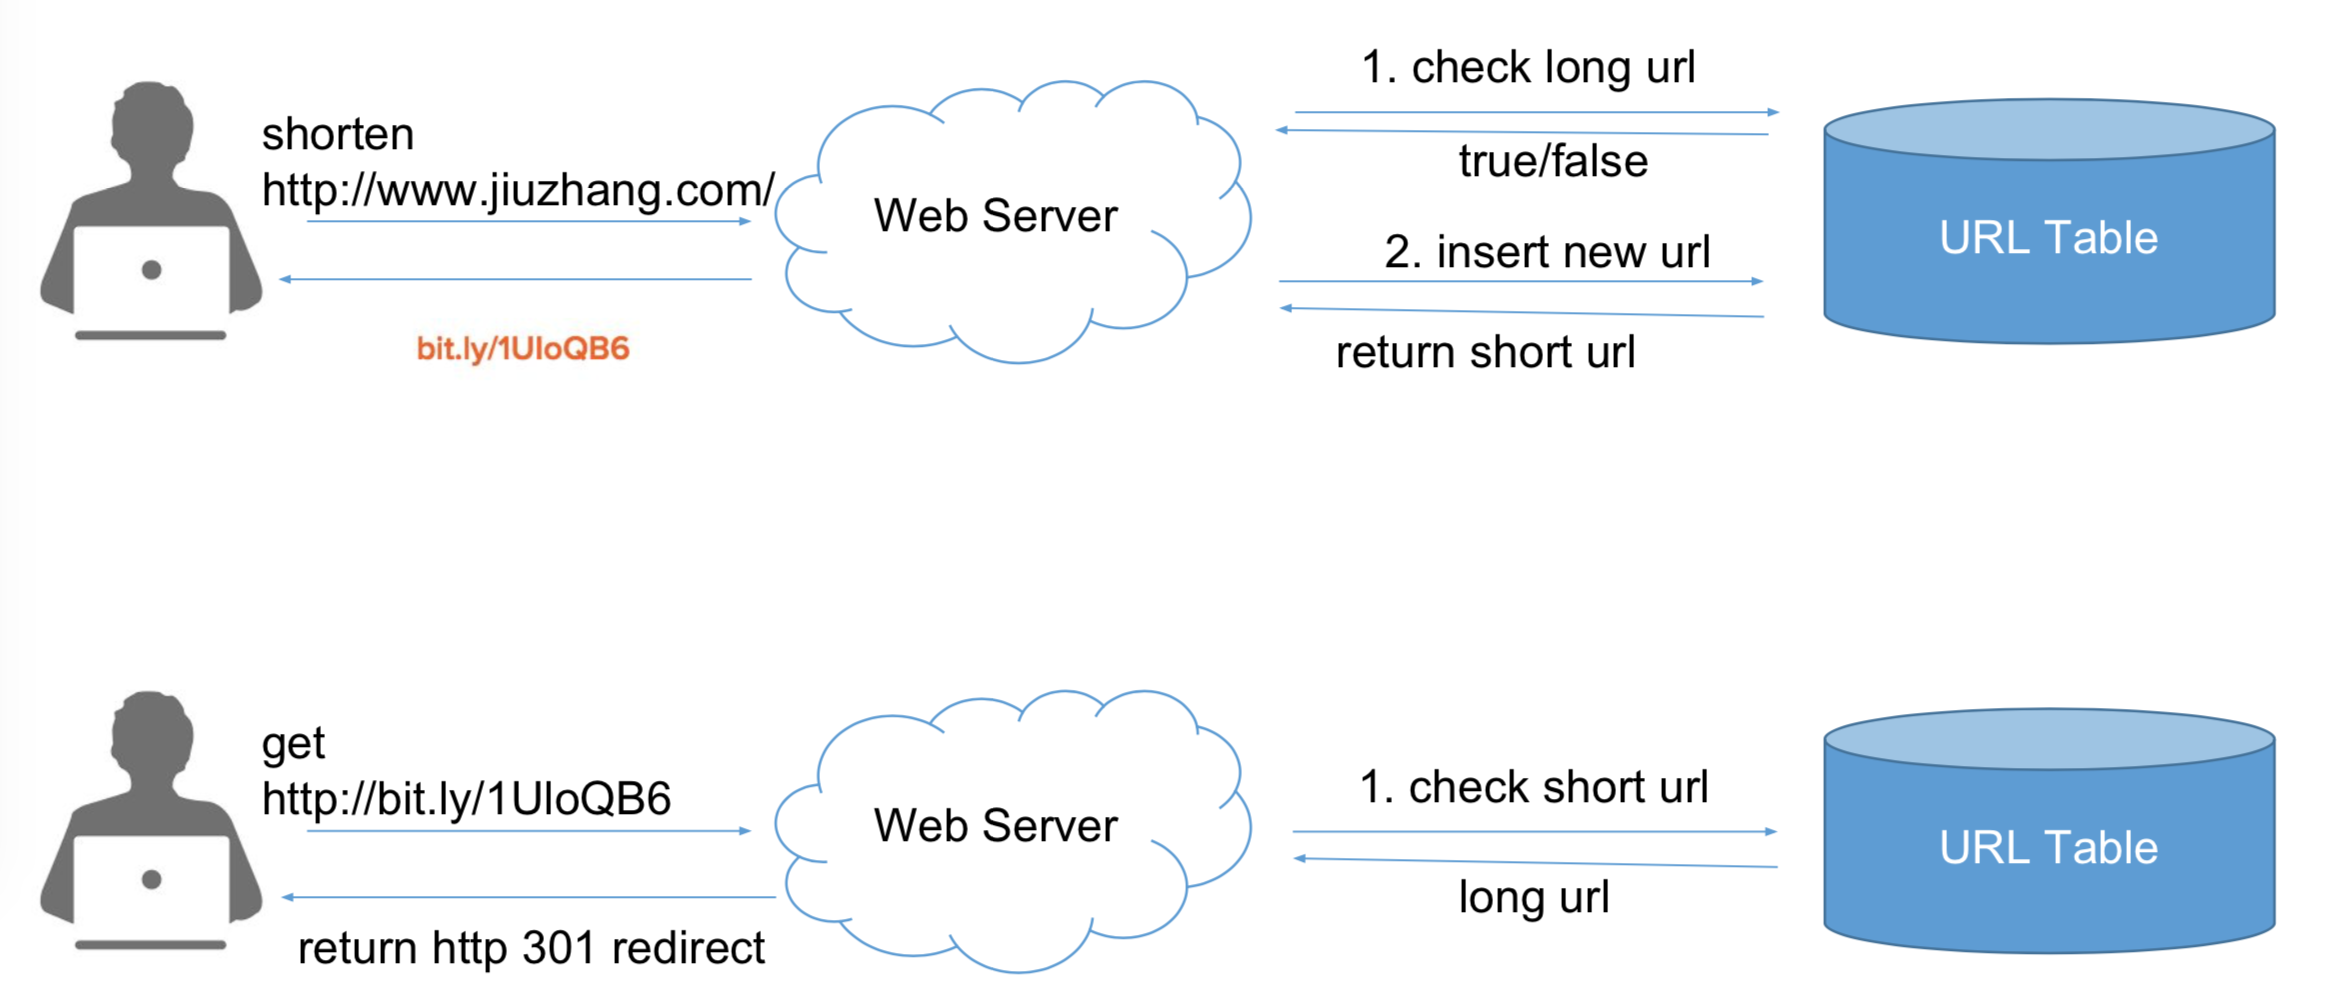 shorten
http://www.jiuzhang.com/
bit.ly/1UloQB6
Web Server
1. check long url
true/false
2. insert new url
return short url
URL Table
get
http://bit.ly/1UloQB6
return http 301 redirect
Web Server
1. check short url
long url
URL Table